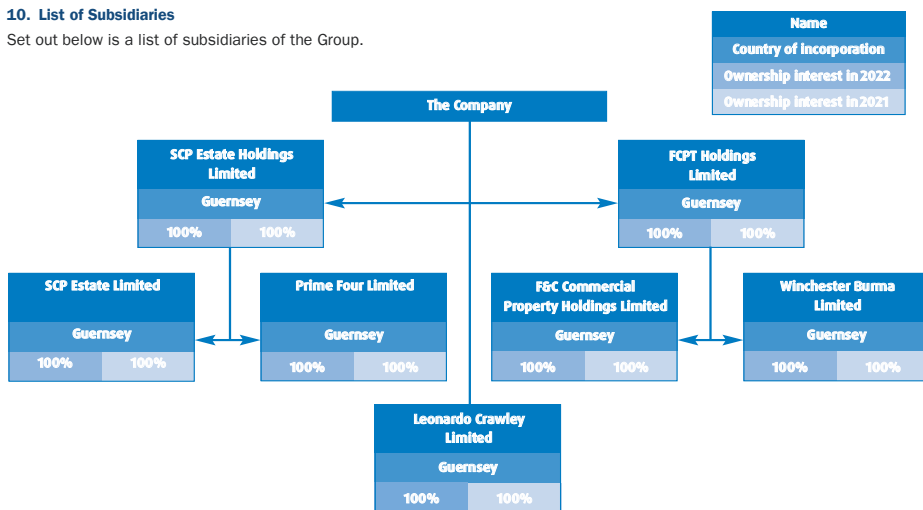 10. List of Subsidiaries
Set out below is a list of subsidiaries of the Group.
Name
Country of incorporation
Ownership interest in 2022
Ownership interest in 2021
The Company
SCP Estate Holdings
Limited
Guernsey
100% 100%
FCPT Holdings
Limited
Guernsey
100% 100%
SCP Estate Limited
Guernsey
100% 100%
Prime Four Limited
Guernsey
100% 100%
F&C Commercial
Property Holdings Limited
Guernsey
100% 100%
Winchester Burma
Limited
Guernsey
100% 100%
Leonardo Crawley
Limited
Guernsey
100% 100%